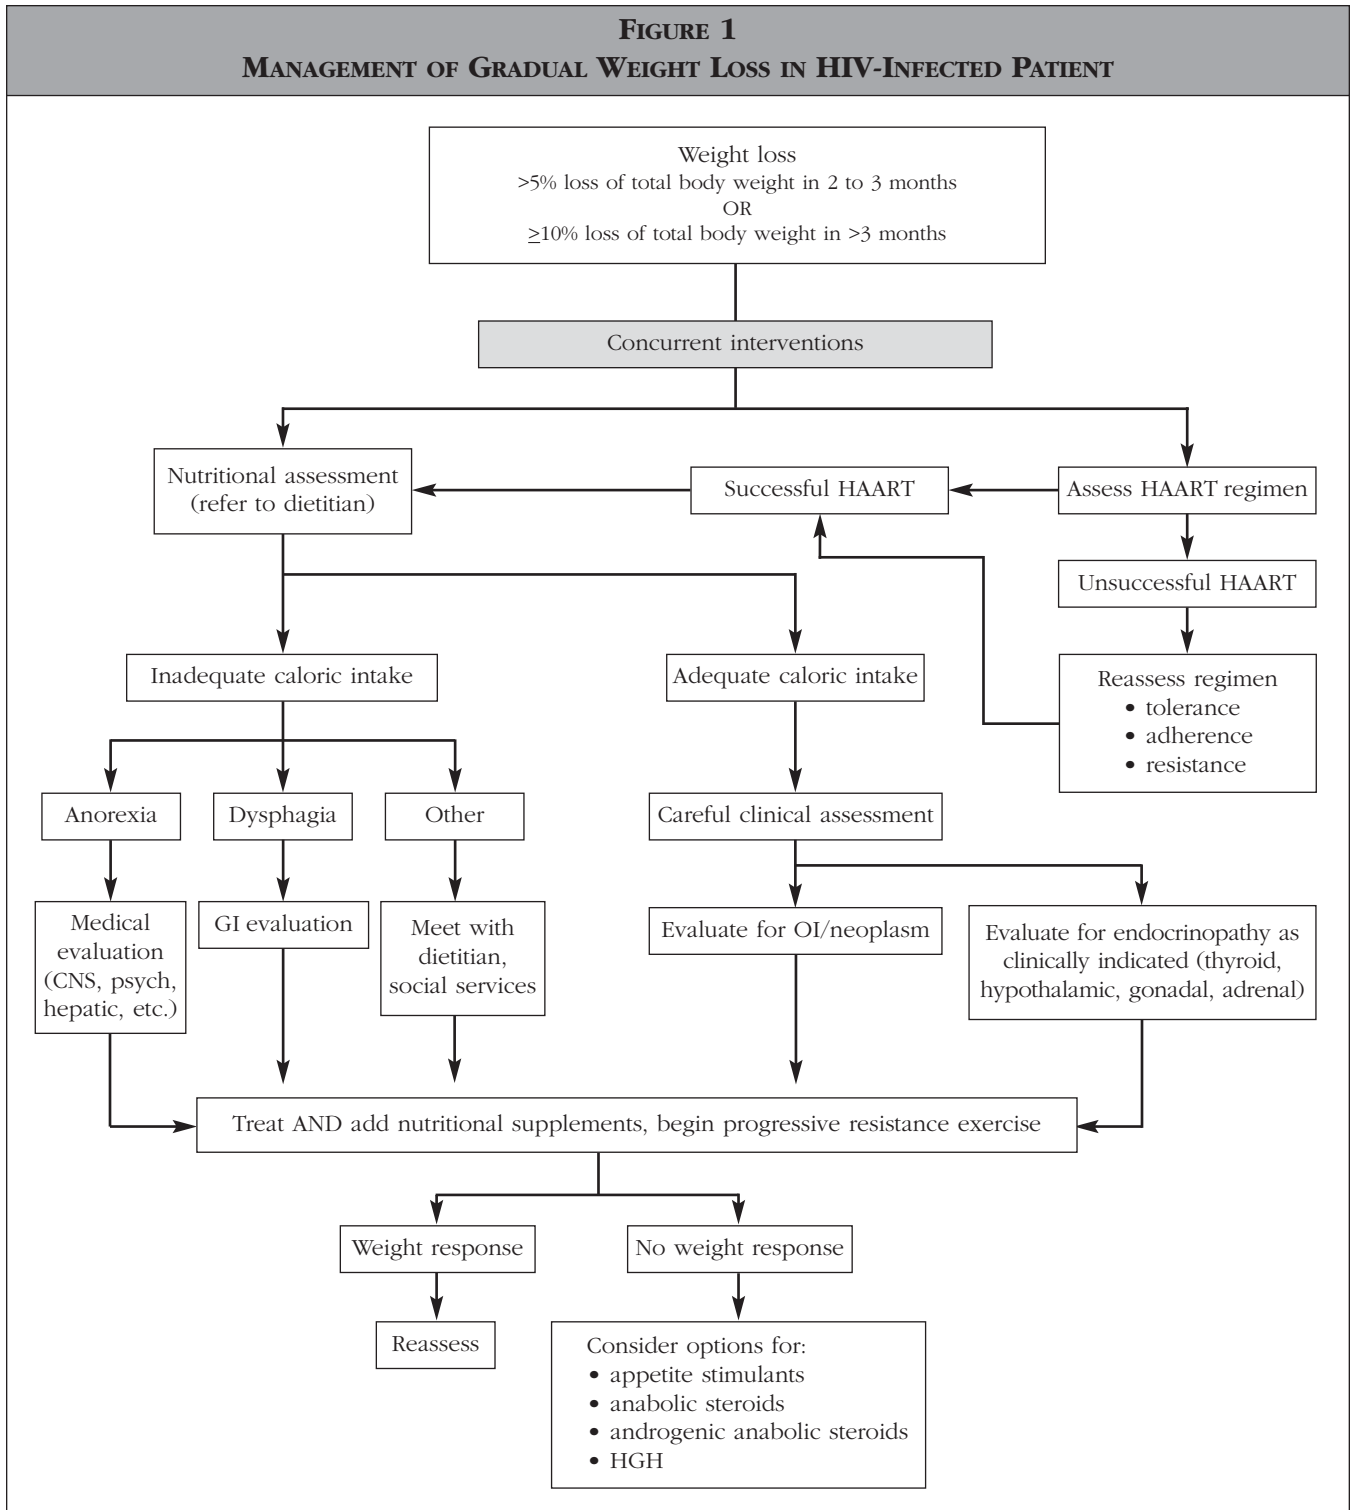 FIGURE 1
MANAGEMENT OF GRADUAL WEIGHT LOSS IN HIV-INFECTED PATIENT
Weight loss
>5% loss of total body weight in 2 to 3 months
OR
≥10% loss of total body weight in >3 months
Concurrent interventions
Nutritional assessment
(refer to dietitian)
Successful HAART
Assess HAART regimen
Unsuccessful HAART
Reassess regimen
• tolerance
• adherence
• resistance
Inadequate caloric intake
Adequate caloric intake
Anorexia
Dysphagia
Other
Careful clinical assessment
Medical
evaluation
(CNS, psych,
hepatic, etc.)
GI evaluation
Meet with
dietitian,
social services
Evaluate for OI/neoplasm
Evaluate for endocrinopathy as
clinically indicated (thyroid,
hypothalamic, gonadal, adrenal)
Treat AND add nutritional supplements, begin progressive resistance exercise
Weight response
No weight response
Reassess
Consider options for:
• appetite stimulants
• anabolic steroids
• androgenic anabolic steroids
• HGH